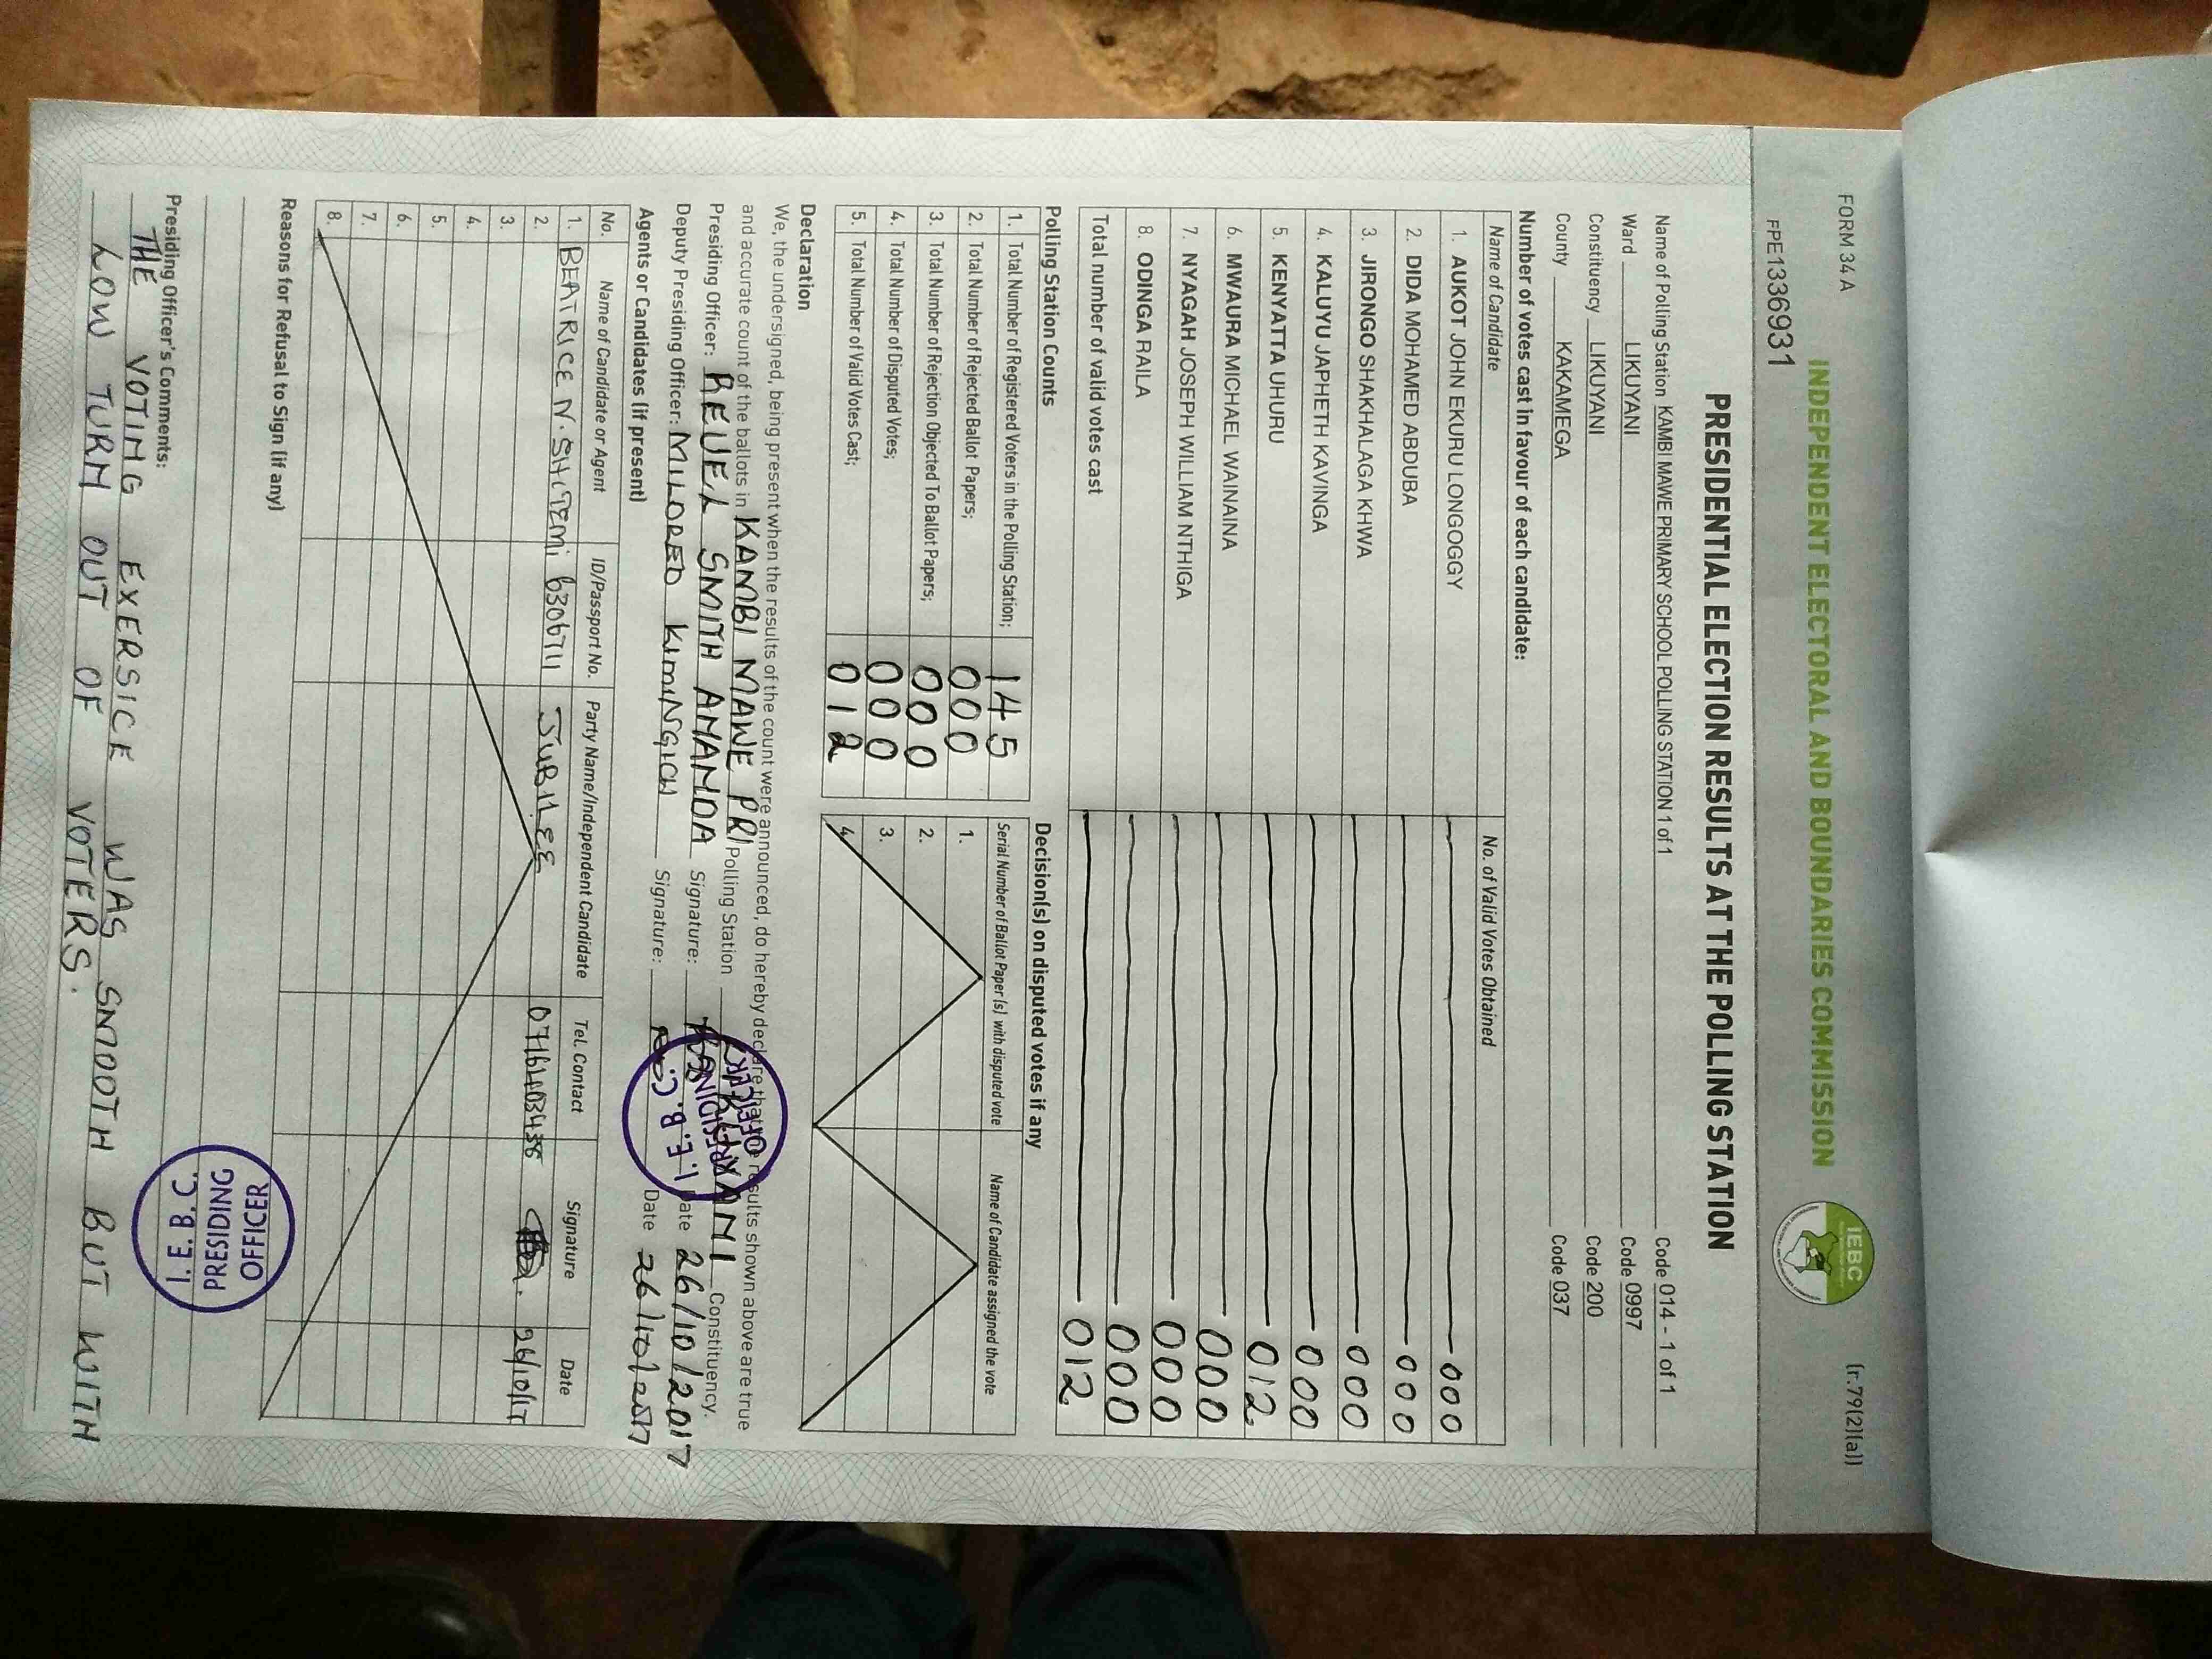 FORM 34 A
(r.79(2)(a))
INDEPENDENT ELECTORAL AND BOUNDARIES COMMISSION
IEBC
FPE1336931
PRESIDENTIAL ELECTION RESULTS AT THE POLLING STATION
Name of Polling Station KAMBI MAWE PRIMARY SCHOOL POLLING STATION 1 of 1 Code 014 - 1 of 1
Ward LIKUYANI Code 0997
Constituency LIKUYANI Code 200
County KAKAMEGA Code 037
Number of votes cast in favour of each candidate:
Name of Candidate No. of Valid Votes Obtained
1. AUKOT JOHN EKURU LONGOGGY 000
2. DIDA MOHAMED ABDUBA 000
3. JIRONGO SHAKHALAGA KHWA 000
4. KALUYU JAPHETH KAVINGA 000
5. KENYATTA UHURU 012
6. MWAURA MICHAEL WAINAINA 000
7. NYAGAH JOSEPH WILLIAM NTHIGA 000
8. ODINGA RAILA 000
Total number of valid votes cast 012
Polling Station Counts
1. Total Number of Registered Voters in the Polling Station; 145
2. Total Number of Rejected Ballot Papers; 000
3. Total Number of Rejection Objected To Ballot Papers; 000
4. Total Number of Disputed Votes; 000
5. Total Number of Valid Votes Cast; 012
Decision(s) on disputed votes if any
Serial Number of Ballot Paper (s) with disputed vote Name of Candidate assigned the vote
1.
2.
3.
4.
Declaration
We, the undersigned, being present when the results of the count were announced, do hereby declare that the results shown above are true
and accurate count of the ballots in KAMBI MAWE PRI Polling Station LIKUYANI Constituency.
Presiding Officer: REUEL SMITH AMANDA Signature: Date 26/10/2017
Deputy Presiding Officer: MILDRED KIMINGICH Signature: Date 26/10/2017
OFFICER
PRESIDING
I. E. B. C.
Agents or Candidates (if present)
No. Name of Candidate or Agent ID/Passport No. Party Name/Independent Candidate Tel. Contact Signature Date
1. BEATRICE N. JUBILEE 26/10/17
2.
3.
4.
5.
6.
7.
8.
Reasons for Refusal to Sign (if any)
OFFICER
PRESIDING
I. E. B. C.
Presiding Officer's Comments:
THE VOTING EXERSICE WAS SMOOTH BUT WITH
LOW TURN OUT OF VOTERS.